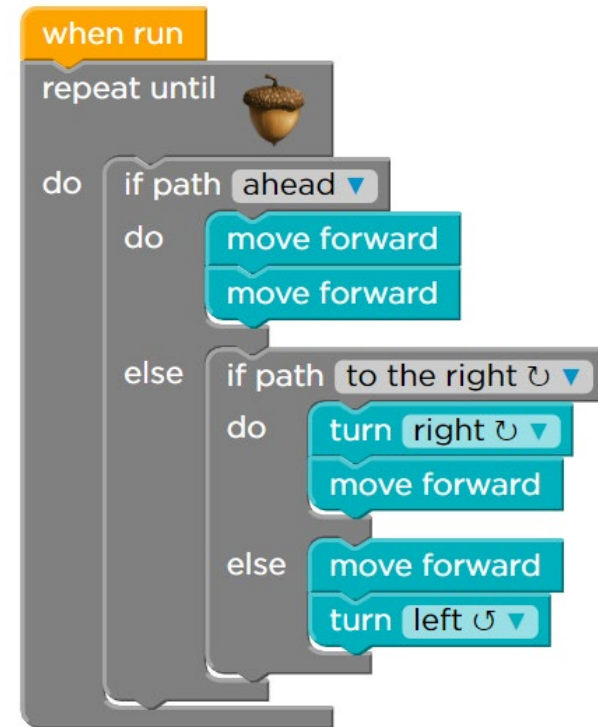 when run
repeat until
do if path ahead ▼
do move forward
move forward
else if path to the right ↻ ▼
do turn right ↻ ▼
move forward
else move forward
turn left ↺ ▼